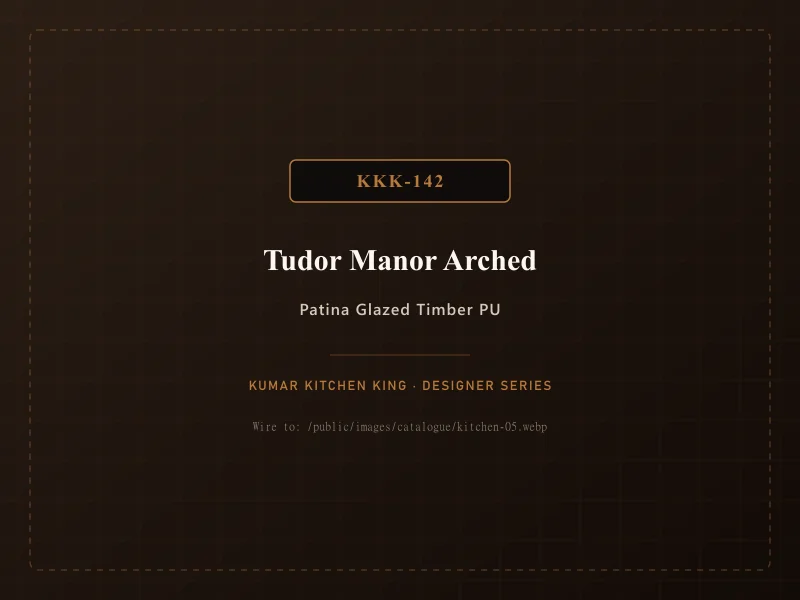 KKK-142
Tudor Manor Arched
Patina Glazed Timber PU
KUMAR KITCHEN KING · DESIGNER SERIES
Wire to: /public/images/catalogue/kitchen-05.webp